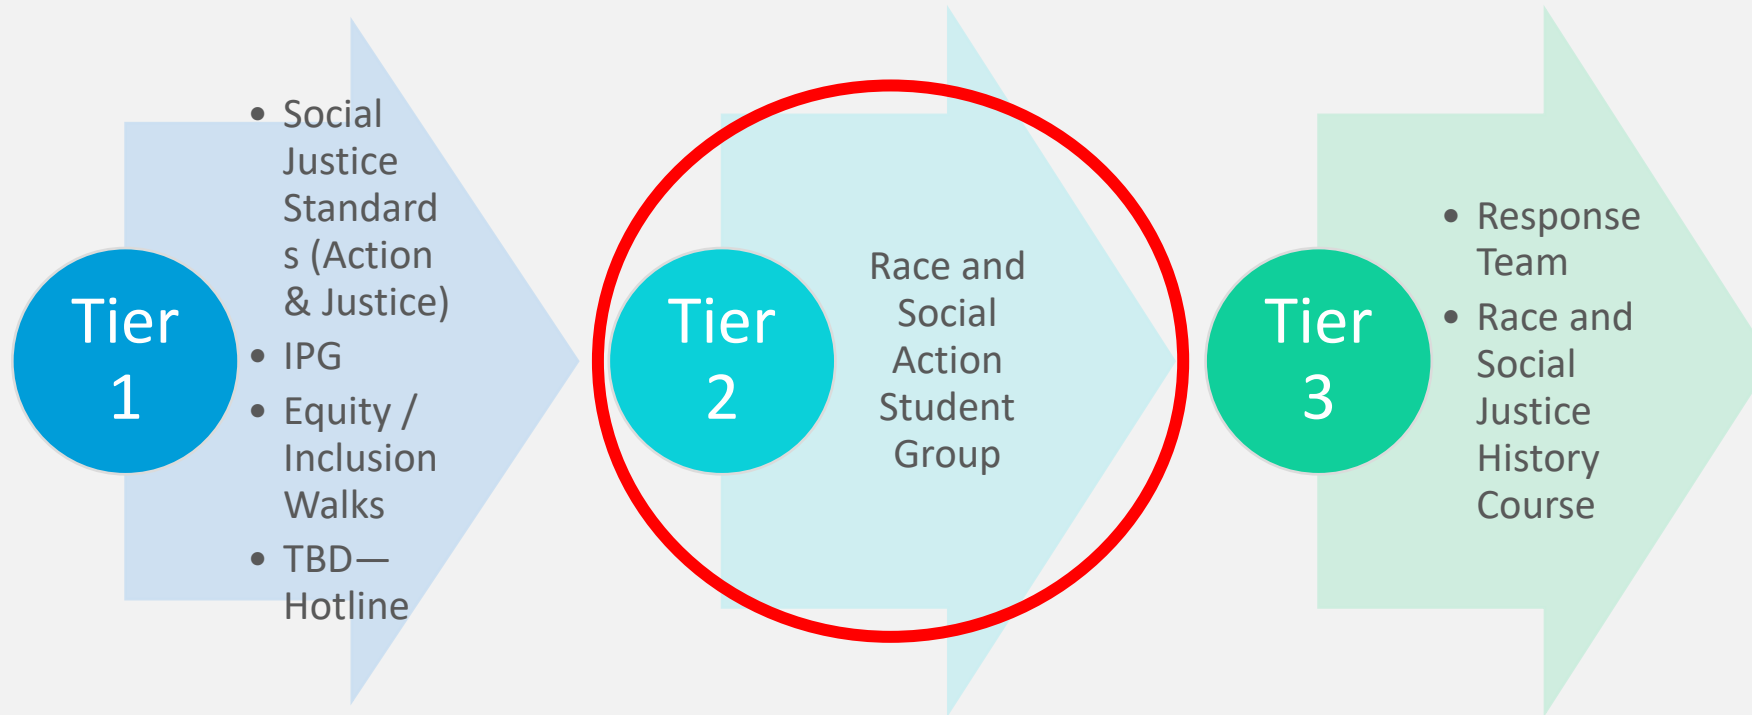 Tier
1
• Social
Justice
Standard
s (Action
& Justice)
• IPG
• Equity /
Inclusion
Walks
• TBD—
Hotline
Tier
2
Race and
Social
Action
Student
Group
Tier
3
• Response
Team
• Race and
Social
Justice
History
Course